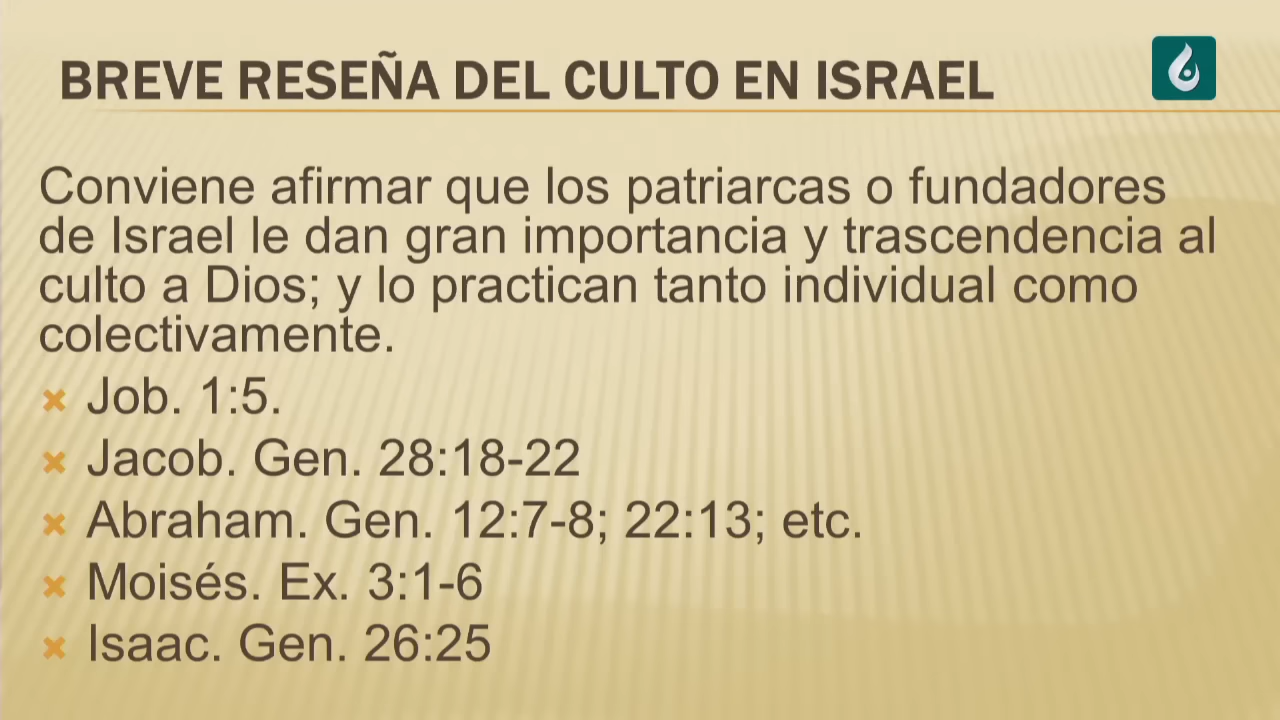 BREVE RESEÑA DEL CULTO EN ISRAEL
Conviene afirmar que los patriarcas o fundadores
de Israel le dan gran importancia y trascendencia al
culto a Dios; y lo practican tanto individual como
colectivamente.
Job. 1:5.
Jacob. Gen. 28:18-22
Abraham. Gen. 12:7-8; 22:13; etc.
Moisés. Ex. 3:1-6
Isaac. Gen. 26:25